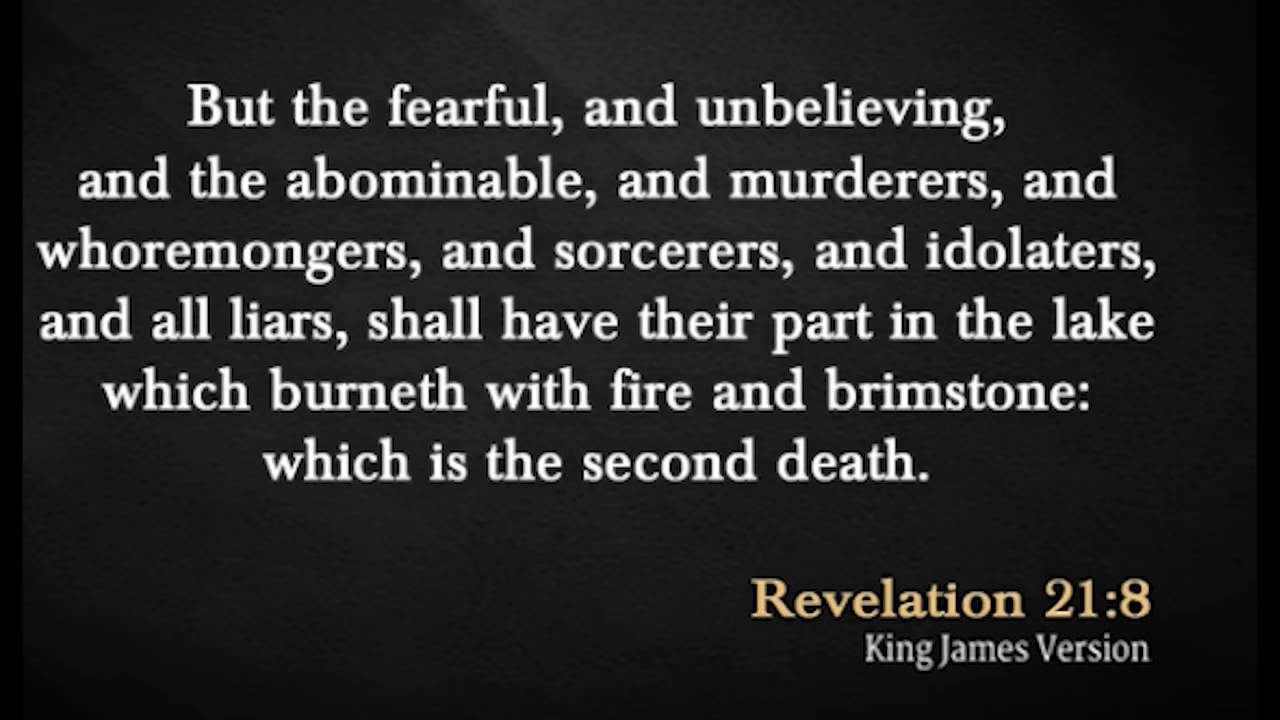 But the fearful, and unbelieving,
and the abominable, and murderers, and
whoremongers, and sorcerers, and idolaters,
and all liars, shall have their part in the lake
which burneth with fire and brimstone:
which is the second death.
Revelation 21:8
King James Version